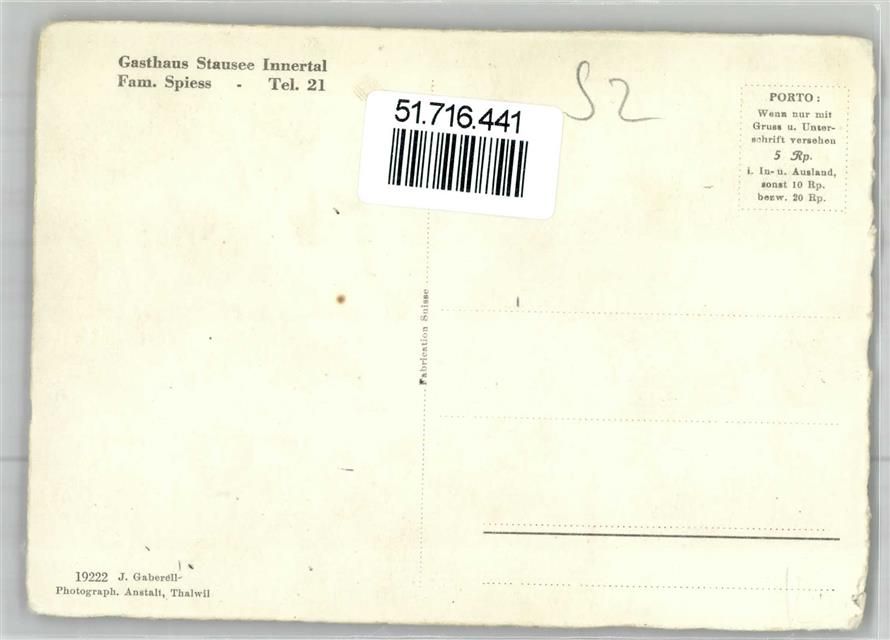 Gasthaus Stausee Innertal
Fam. Spiess - Tel. 21
51.716.441
S2
PORTO:
Wenn nur mit
Gruss u. Unter-
schrift versehen
5 Rp.
i. In- u. Ausland,
sonst 10 Rp.
bezw. 20 Rp.
Fabrication Suisse
19222 J. Gaberell
Photograph. Anstalt, Thalwil